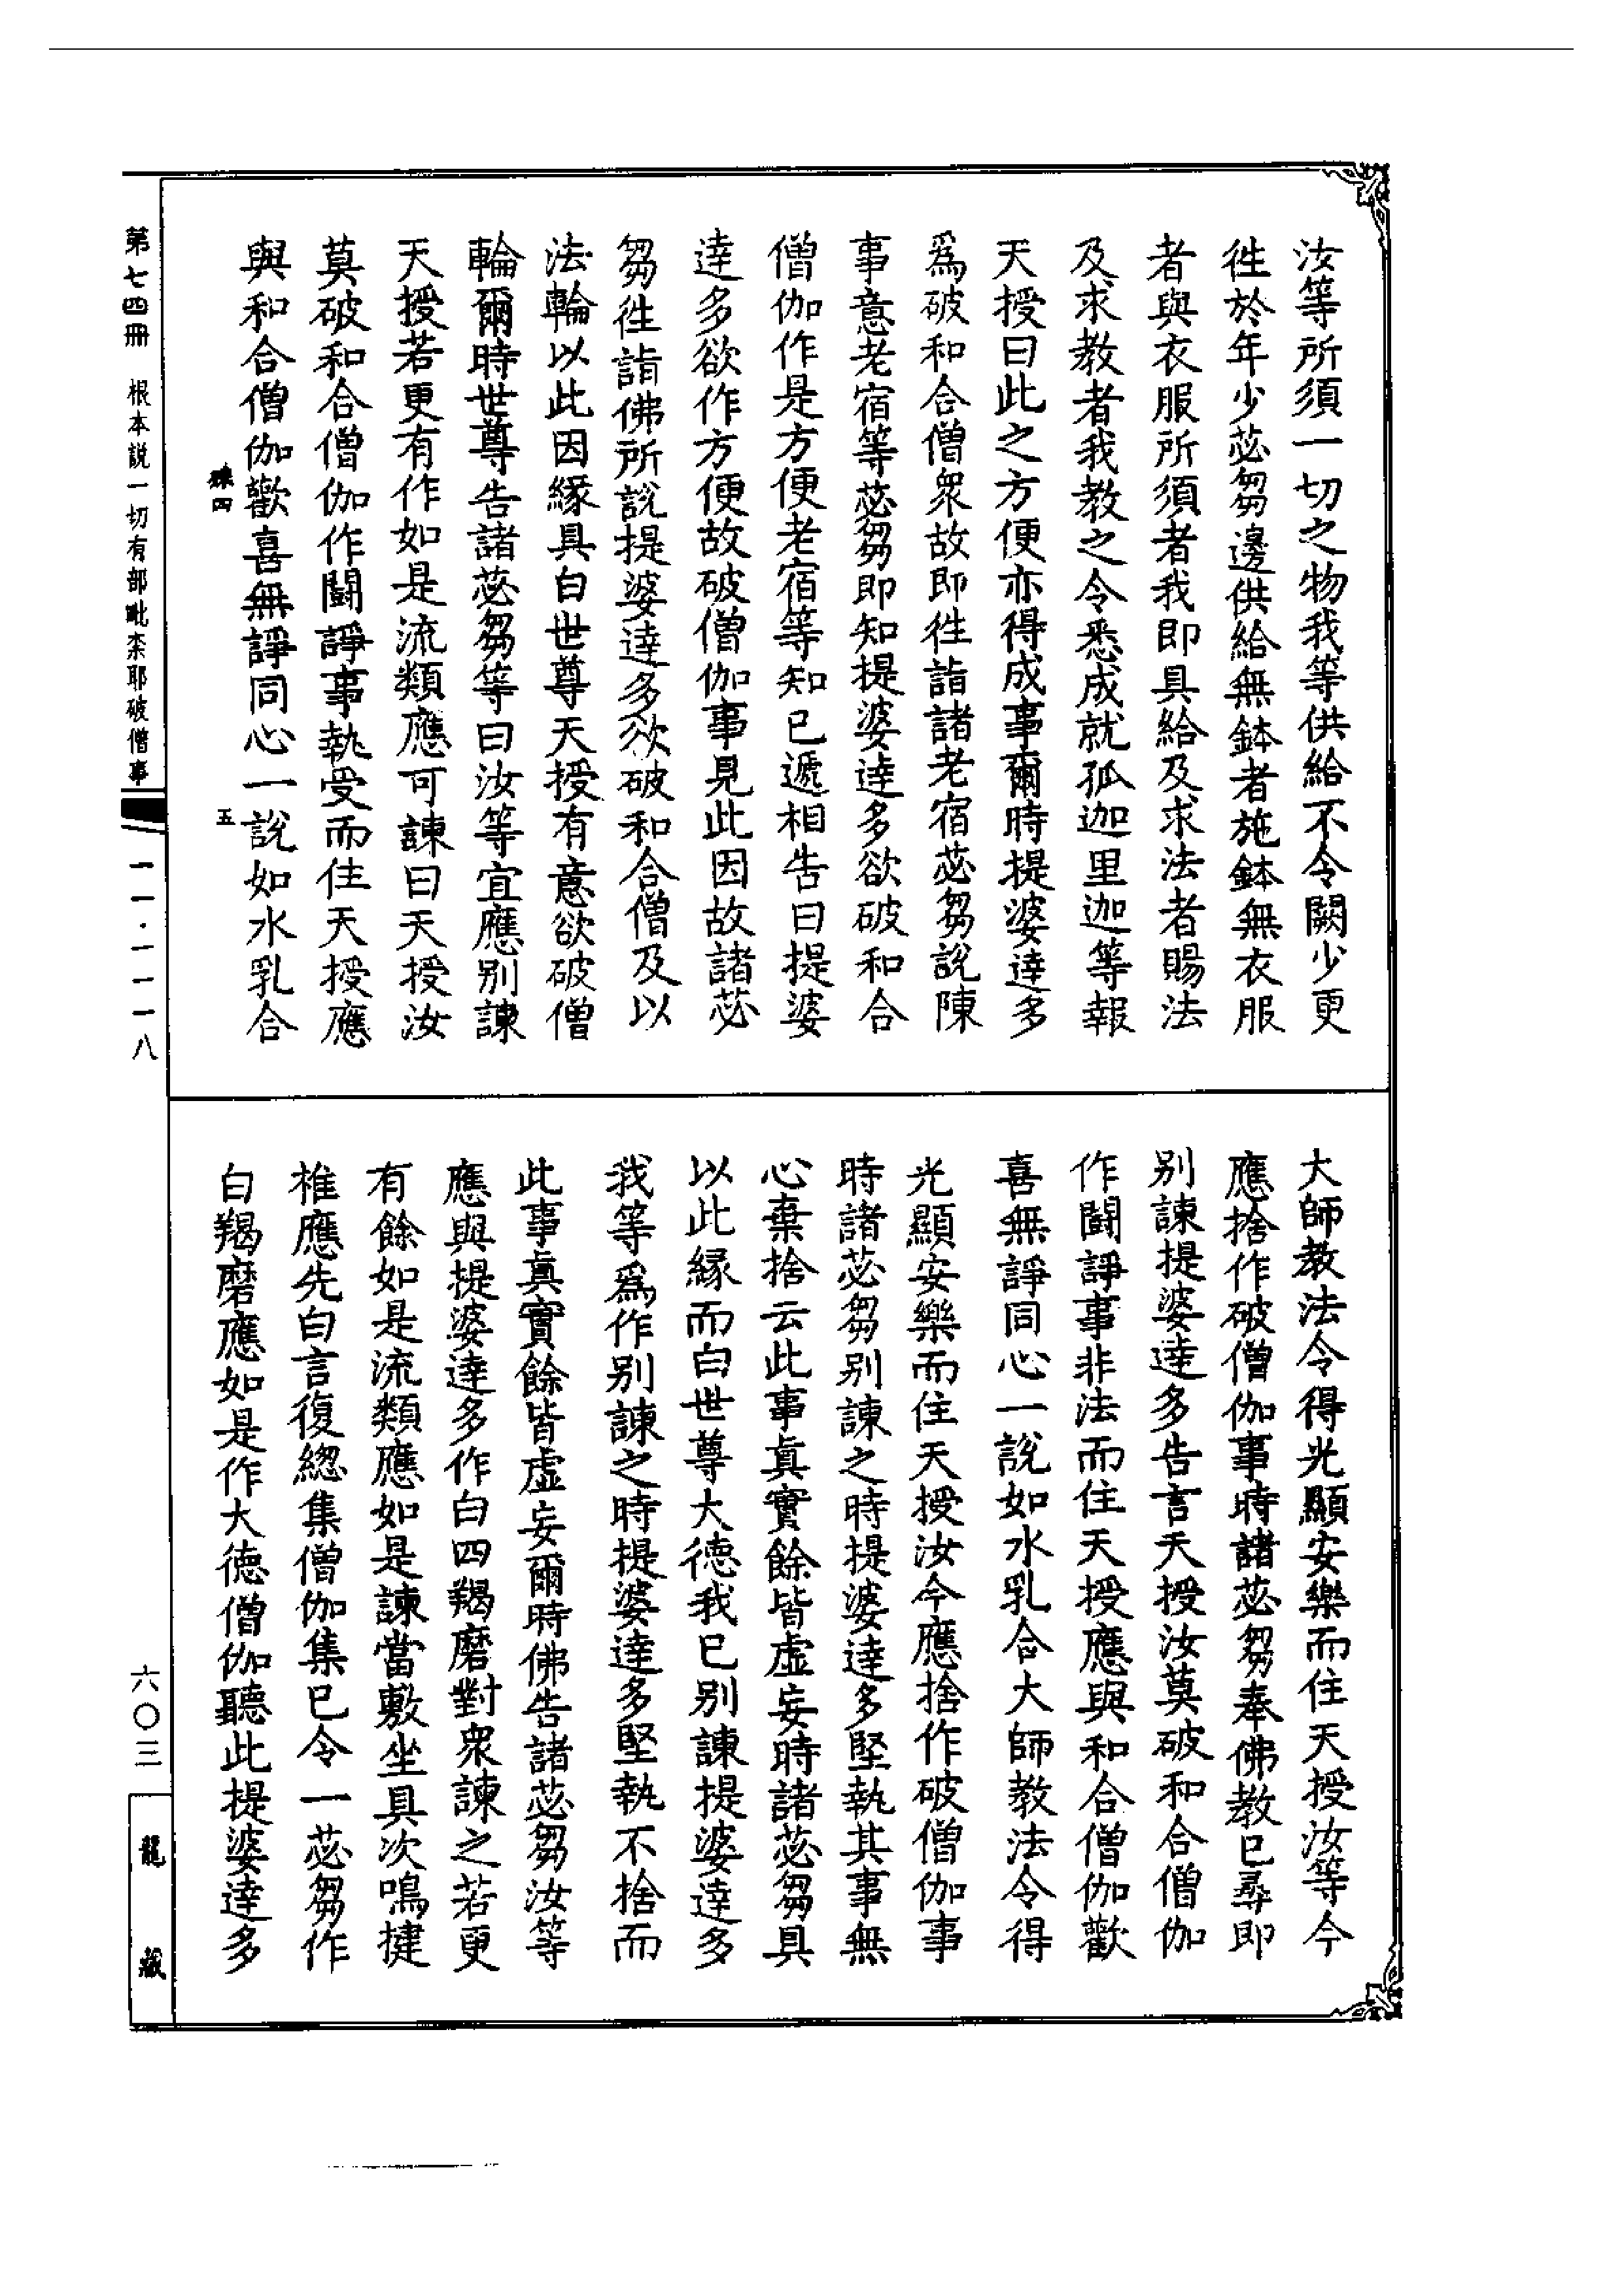 汝等所須一切之物我等供給不令闕少更
徃於年少苾芻邊供給無鉢者施鉢無衣服
者與衣服所須者我即具給及求法者賜法
及求教者我教之令悉成就孤迦里迦等報
天授曰此之方便亦得成事爾時提婆達多
爲破和合僧衆故即徃詣諸老宿苾芻說陳
事意老宿等苾芻即知提婆達多欲破和合
僧伽作是方便老宿等知已遞相告曰提婆
達多欲作方便故破僧伽事見此因故諸苾
芻徃詣佛所說提婆達多欲破和合僧及以
法輪以此因緣具白世尊天授有意欲破僧
輪爾時世尊告諸苾芻等曰汝等宜應别諫
天授若更有作如是流類應可諫曰天授汝
莫破和合僧伽作闘諍事執受而住天授應
與和合僧伽歡喜無諍同心一說如水乳合
四
五
大師教法令得光顯安樂而住天授汝等今
應捨作破僧伽事時諸苾芻奉佛教已尋即
别諫提婆達多告言天授汝莫破和合僧伽
作闘諍事非法而住天授應與和合僧伽歡
喜無諍同心一說如水乳合大師教法令得
光顯安樂而住天授汝今應捨作破僧伽事
時諸苾芻别諫之時提婆達多堅執其事無
心棄捨云此事真實餘皆虛妄時諸苾芻具
以此緣而白世尊大德我已别諫提婆達多
我等爲作别諫之時提婆達多堅執不捨而
此事真實餘皆虛妄爾時佛告諸苾芻汝等
應與提婆達多作白四羯磨對衆諫之若更
有餘如是流類應如是諫當敷坐具次鳴揵
椎應先白言復總集僧伽集已令一苾芻作
白羯磨應如是作大德僧伽聽此提婆達多
第七四冊 根本說一切有部毗柰耶破僧事
一一·一一一八
六〇三
龍藏